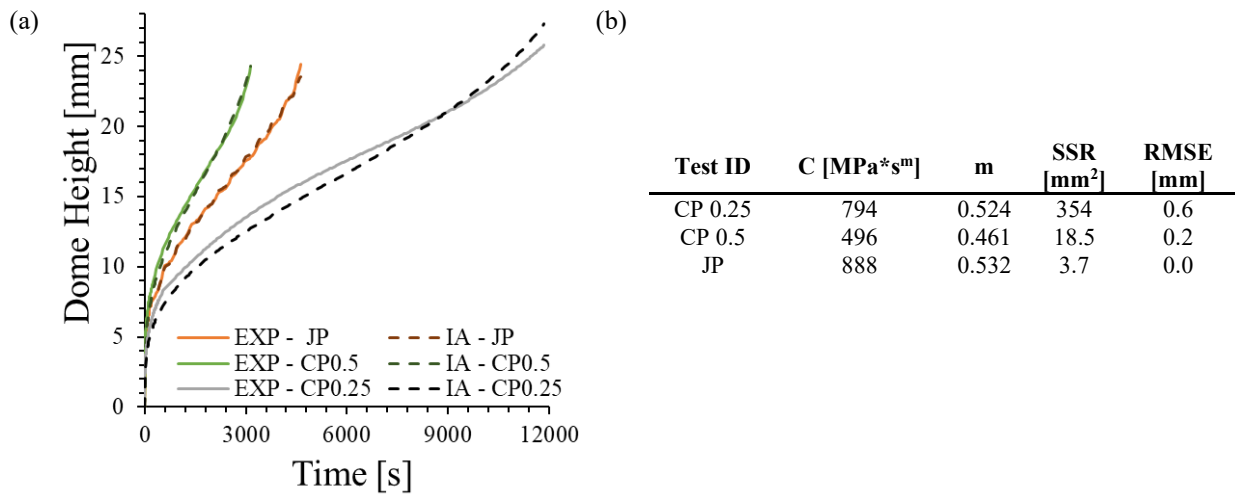 (a)
(b)
Dome Height [mm]
25
20
15
10
5
0
EXP - JP
IA - JP
EXP - CP0.5
IA - CP0.5
EXP - CP0.25
IA - CP0.25
0 3000 6000 9000 12000
Time [s]
Test ID C [MPa*sᵐ] m SSR [mm²] RMSE [mm]
CP 0.25 794 0.524 354 0.6
CP 0.5 496 0.461 18.5 0.2
JP 888 0.532 3.7 0.0